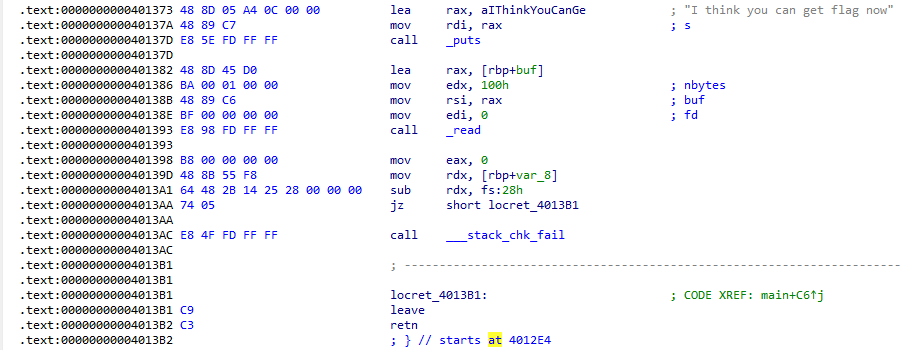 .text:0000000000401373 48 8D 05 A4 0C 00 00 lea rax, aIThinkYouCanGe ; "I think you can get flag now"
.text:000000000040137A 48 89 C7 mov rdi, rax ; s
.text:000000000040137D E8 5E FD FF FF call _puts
.text:000000000040137D
.text:0000000000401382 48 8D 45 D0 lea rax, [rbp+buf]
.text:0000000000401386 BA 00 01 00 00 mov edx, 100h ; nbytes
.text:000000000040138B 48 89 C6 mov rsi, rax ; buf
.text:000000000040138E BF 00 00 00 00 mov edi, 0 ; fd
.text:0000000000401393 E8 98 FD FF FF call _read
.text:0000000000401393
.text:0000000000401398 B8 00 00 00 00 mov eax, 0
.text:000000000040139D 48 8B 55 F8 mov rdx, [rbp+var_8]
.text:00000000004013A1 64 48 2B 14 25 28 00 00 00 sub rdx, fs:28h
.text:00000000004013AA 74 05 jz short locret_4013B1
.text:00000000004013AA
.text:00000000004013AC E8 4F FD FF FF call ___stack_chk_fail
.text:00000000004013AC
.text:00000000004013B1 ; ---------------------------------------------------------------------------
.text:00000000004013B1
.text:00000000004013B1 locret_4013B1: ; CODE XREF: main+C6↑j
.text:00000000004013B1 C9 leave
.text:00000000004013B2 C3 retn
.text:00000000004013B2 ; } // starts at 4012E4